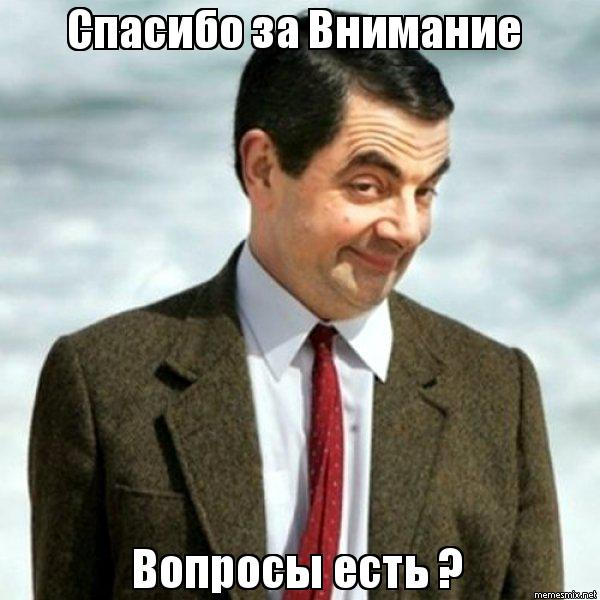 Спасибо за Внимание
Вопросы есть ?
memesmix.net